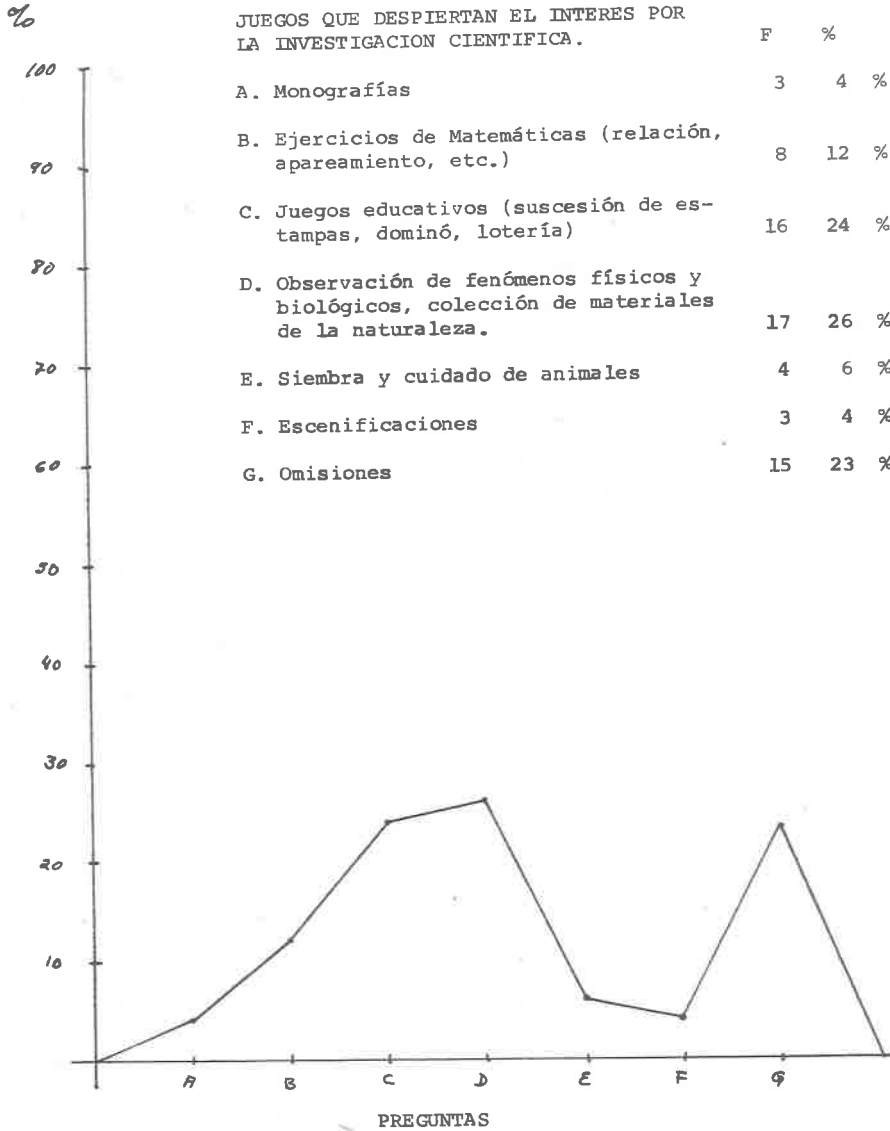 %
JUEGOS QUE DESPIERTAN EL INTERES POR
LA INVESTIGACION CIENTIFICA.
F %
A. Monografías 3 4 %
B. Ejercicios de Matemáticas (relación,
apareamiento, etc.) 8 12 %
C. Juegos educativos (suscesión de es-
tampas, dominó, lotería) 16 24 %
D. Observación de fenómenos físicos y
biológicos, colección de materiales
de la naturaleza. 17 26 %
E. Siembra y cuidado de animales 4 6 %
F. Escenificaciones 3 4 %
G. Omisiones 15 23 %
100
90
80
70
60
50
40
30
20
10
A B C D E F G
PREGUNTAS